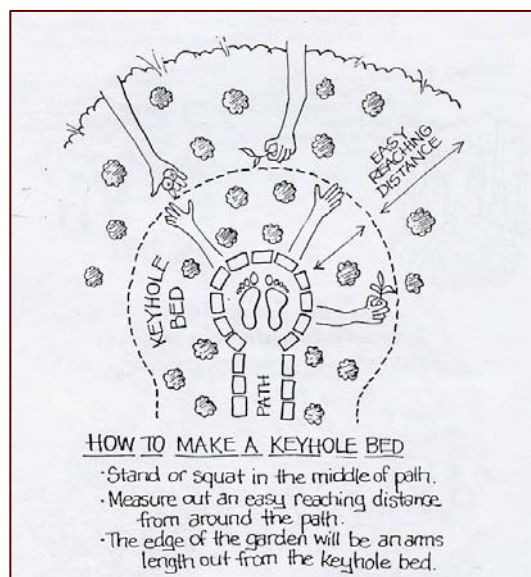 EASY
REACHING
DISTANCE
KEYHOLE
BED
PATH
HOW TO MAKE A KEYHOLE BED
· Stand or squat in the middle of path.
· Measure out an easy reaching distance
from around the path.
· The edge of the garden will be an arms
length out from the keyhole bed.